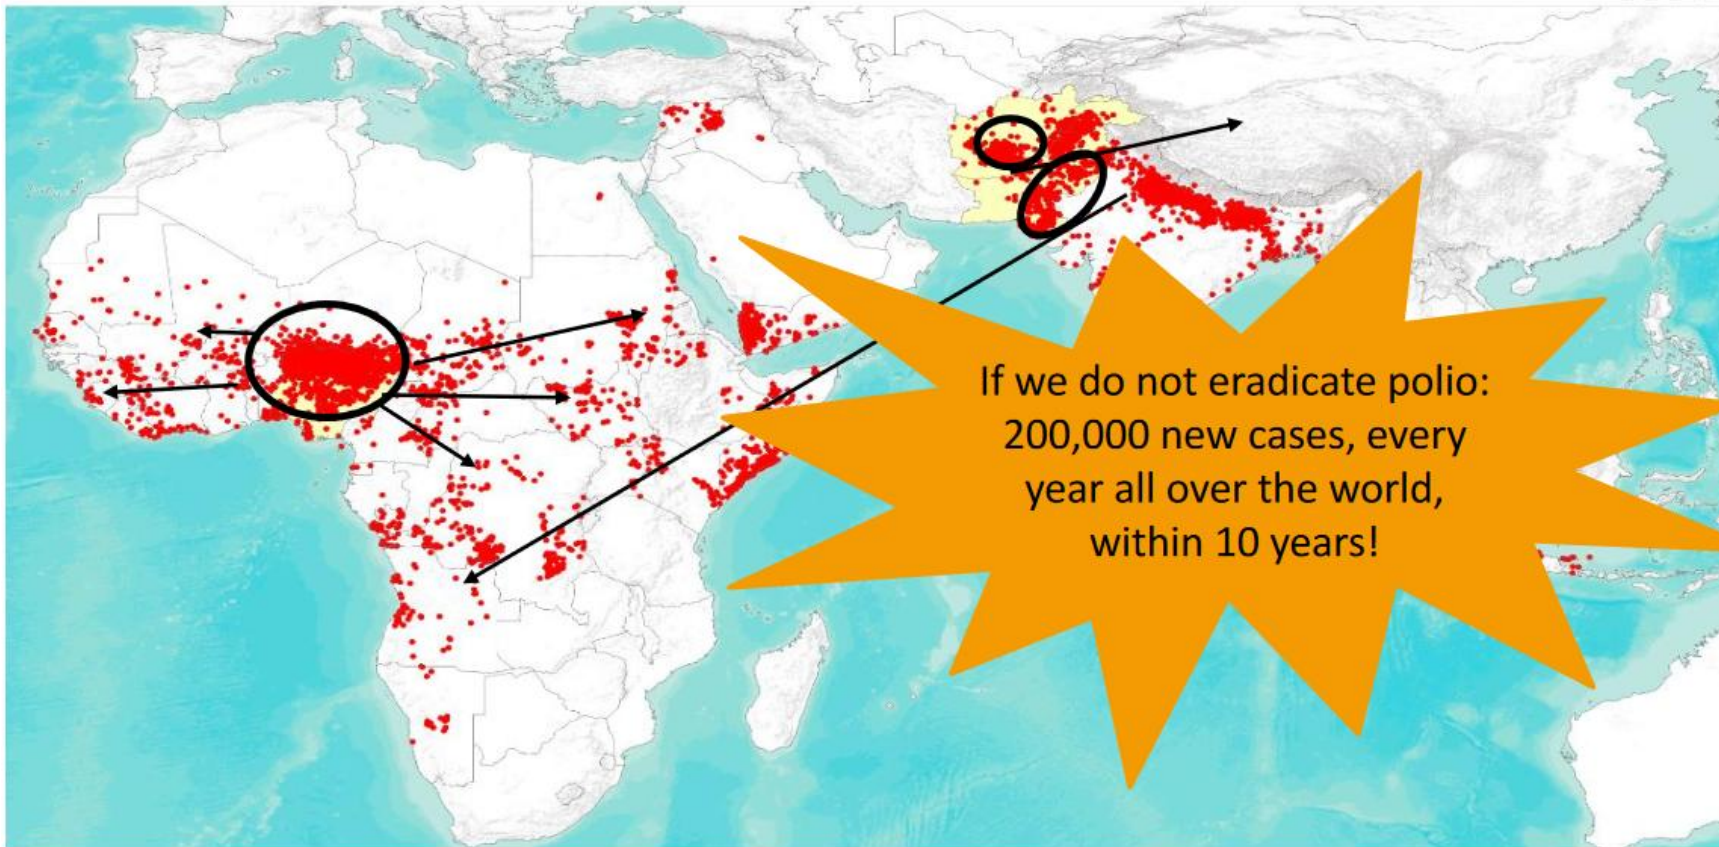 If we do not eradicate polio:
200,000 new cases, every
year all over the world,
within 10 years!